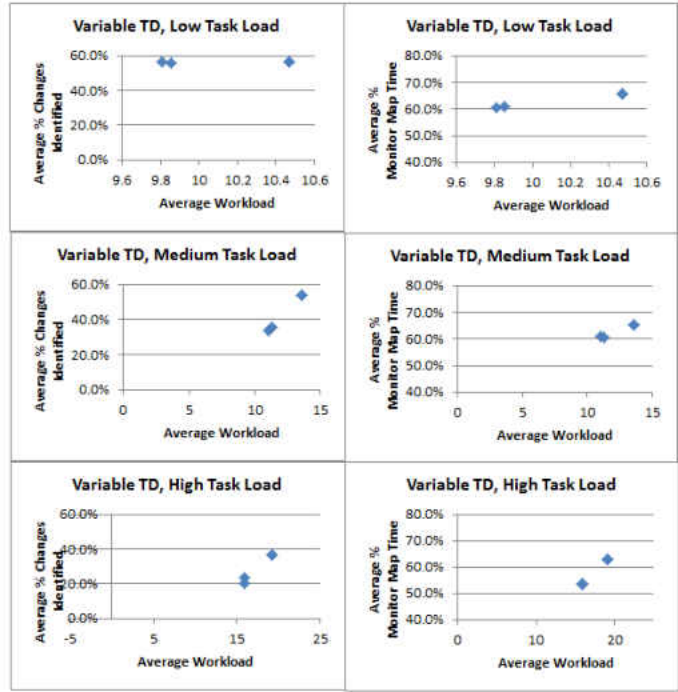 Variable TD, Low Task Load
Average % Changes
Identified
60.0%
40.0%
20.0%
0.0%
9.6 9.8 10 10.2 10.4 10.6
Average Workload
Variable TD, Low Task Load
Average %
Monitor Map Time
80.0%
70.0%
60.0%
50.0%
40.0%
9.6 9.8 10 10.2 10.4 10.6
Average Workload
Variable TD, Medium Task Load
Average % Changes
Identified
60.0%
40.0%
20.0%
0.0%
0 5 10 15
Average Workload
Variable TD, Medium Task Load
Average %
Monitor Map Time
80.0%
70.0%
60.0%
50.0%
40.0%
0 5 10 15
Average Workload
Variable TD, High Task Load
Average % Changes
Identified
60.0%
40.0%
20.0%
0.0%
-5 5 15 25
Average Workload
Variable TD, High Task Load
Average %
Monitor Map Time
80.0%
70.0%
60.0%
50.0%
40.0%
0 10 20
Average Workload